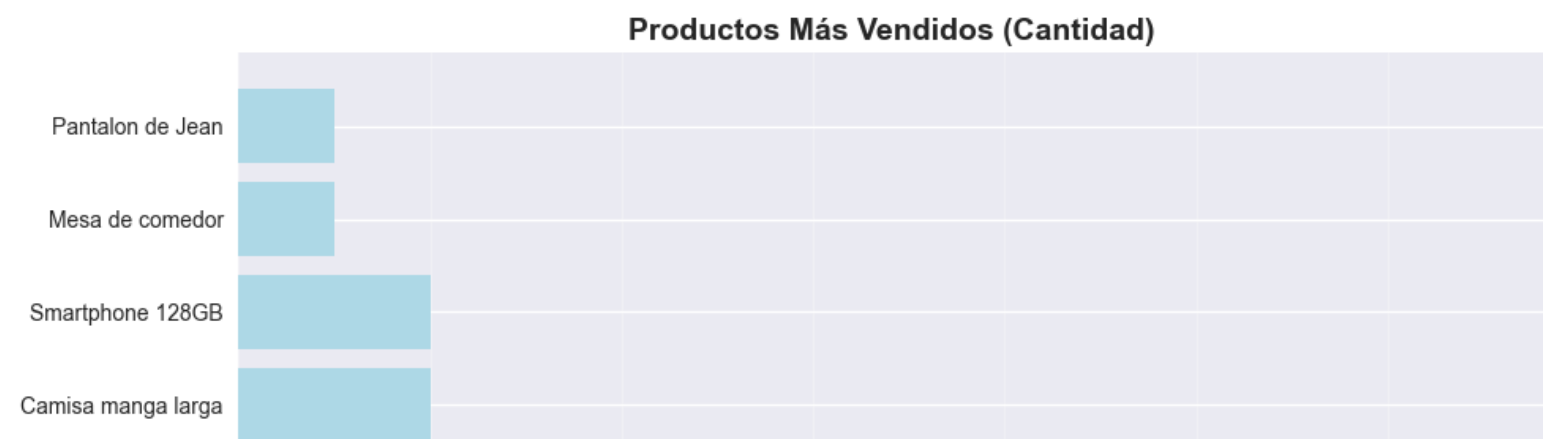 Productos Más Vendidos (Cantidad)
Pantalon de Jean
Mesa de comedor
Smartphone 128GB
Camisa manga larga